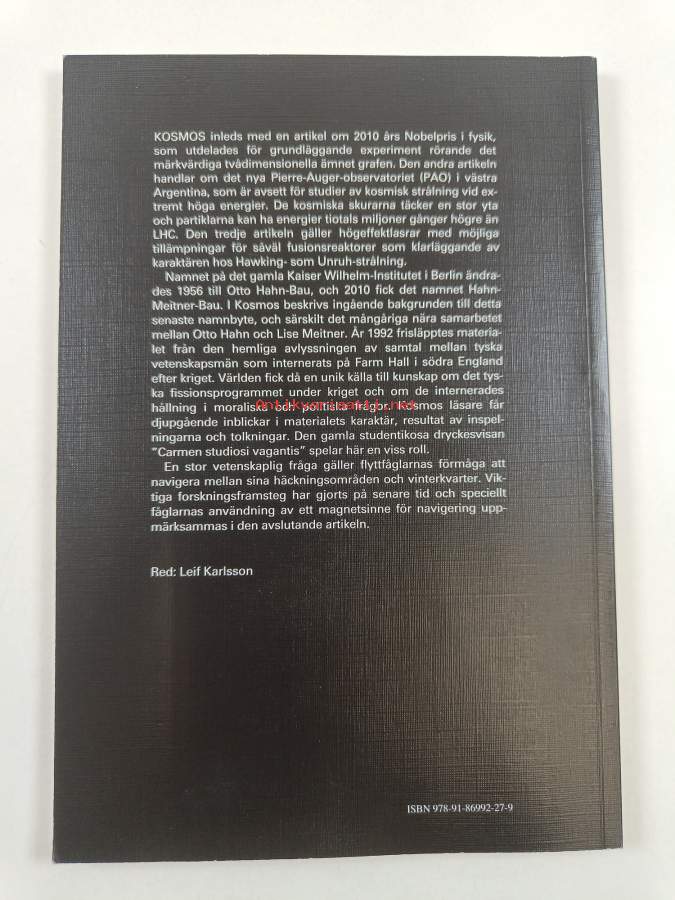 KOSMOS inleds med en artikel om 2010 års Nobelpris i fysik,
som utdelades för grundläggande experiment rörande det
märkvärdiga tvådimensionella ämnet grafen. Den andra artikeln
handlar om det nya Pierre-Auger-observatoriet (PAO) i västra
Argentina, som är avsett för studier av kosmisk strålning vid ex-
tremt höga energier. De kosmiska skurarna täcker en stor yta
och partiklarna kan ha energier tiotals miljoner gånger högre än
LHC. Den tredje artikeln gäller högeffektlasrar med möjliga
tillämpningar för såväl fusionsreaktorer som klarläggande av
karaktären hos Hawking- som Unruh-strålning.
Namnet på det gamla Kaiser Wilhelm-Institutet i Berlin ändra-
des 1956 till Otto Hahn-Bau, och 2010 fick det namnet Hahn-
Meitner-Bau. I Kosmos beskrivs ingående bakgrunden till detta
senaste namnbyte, och särskilt det mångåriga nära samarbetet
mellan Otto Hahn och Lise Meitner. År 1992 frisläpptes materia-
let från den hemliga avlyssningen av samtal mellan tyska
vetenskapsmän som internerats på Farm Hall i södra England
efter kriget. Världen fick då en unik källa till kunskap om det tys-
ka fissionsprogrammet under kriget och om de internerades
hållning i moraliska och politiska frågor. Kosmos läsare får
Antikvariaatti.net
djupgående inblickar i materialets karaktär, resultat av inspel-
ningarna och tolkningar. Den gamla studentikosa dryckesvisan
"Carmen studiosi vagantis" spelar här en viss roll.
En stor vetenskaplig fråga gäller flyttfåglarnas förmåga att
navigera mellan sina häckningsområden och vinterkvarter. Vik-
tiga forskningsframsteg har gjorts på senare tid och speciellt
fåglarnas användning av ett magnetsinne för navigering upp-
märksammas i den avslutande artikeln.
Red: Leif Karlsson
ISBN 978-91-86992-27-9